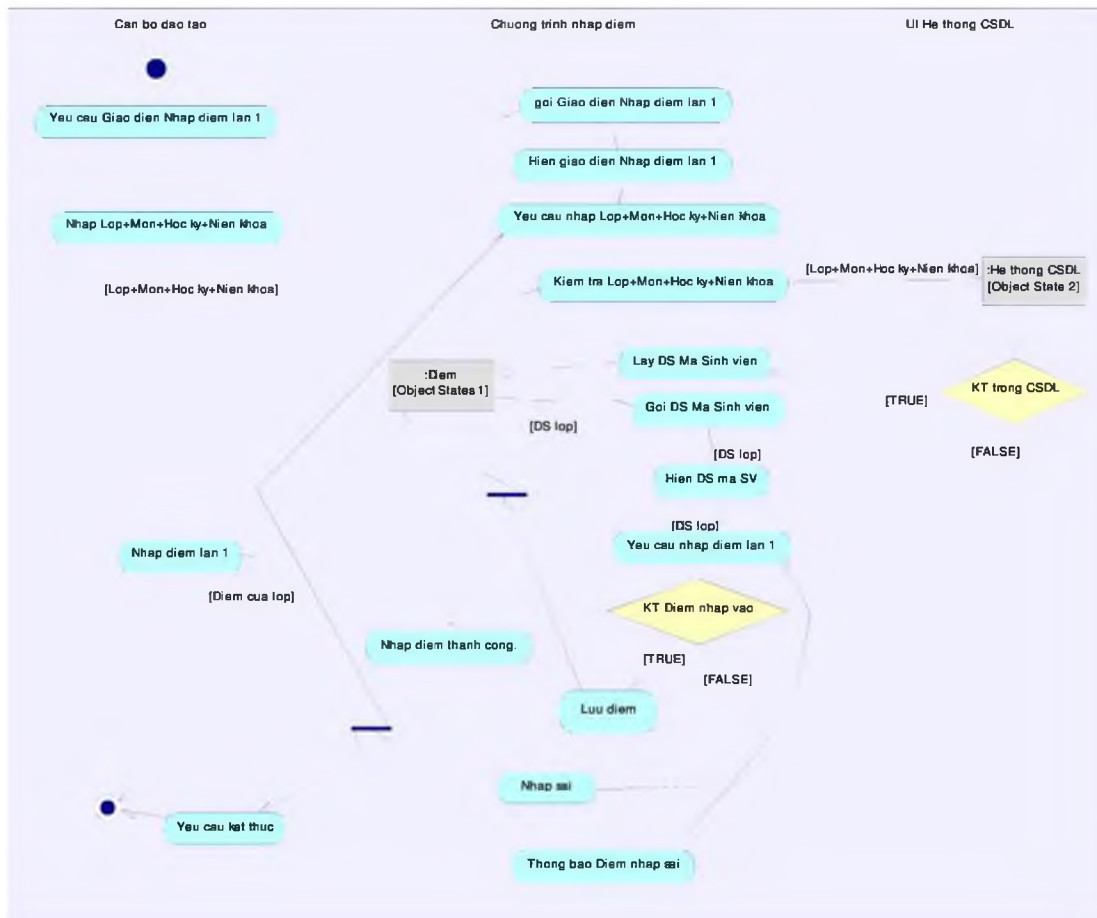 Can bo dao tao
Chuong trinh nhap diem
UI He thong CSDL
goi Giao dien Nhap diem lan 1
Yeu cau Giao dien Nhap diem lan 1
Hien giao dien Nhap diem lan 1
Yeu cau nhap Lop+Mon+Hoc ky+Nien khoa
Nhap Lop+Mon+Hoc ky+Nien khoa
[Lop+Mon+Hoc ky+Nien khoa]
:He thong CSDL
[Object State 2]
Kiem tra Lop+Mon+Hoc ky+Nien khoa
[Lop+Mon+Hoc ky+Nien khoa]
Lay DS Ma Sinh vien
:Diem
[Object States 1]
KT trong CSDL
[TRUE]
Goi DS Ma Sinh vien
[DS lop]
[DS lop]
[FALSE]
Hien DS ma SV
[DS lop]
Yeu cau nhap diem lan 1
Nhap diem lan 1
[Diem cua lop]
KT Diem nhap vao
Nhap diem thanh cong.
[TRUE]
[FALSE]
Luu diem
Nhap sai
Yeu cau ket thuc
Thong bao Diem nhap sai